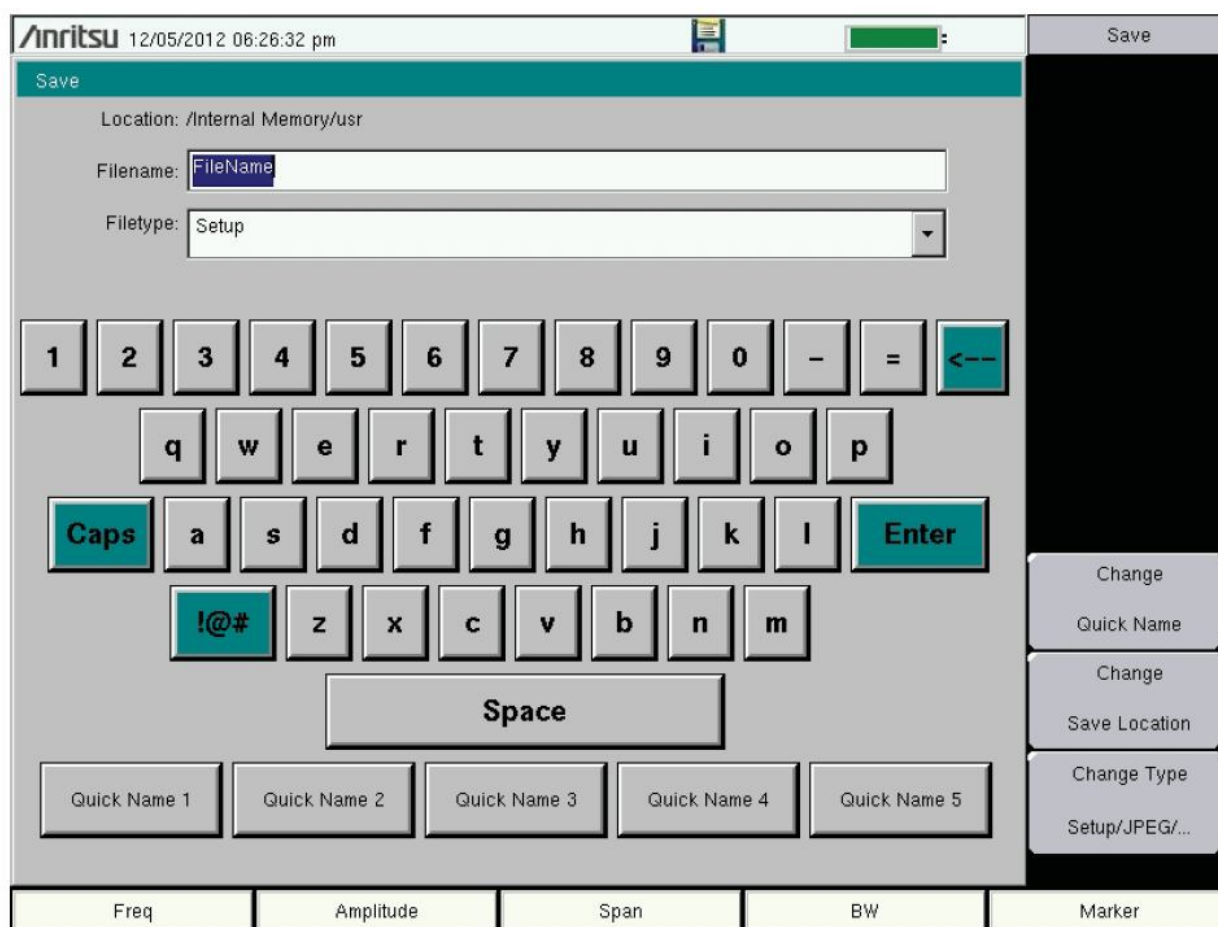 Anritsu 12/05/2012 06:26:32 pm
Save
Save
Location: /Internal Memory/usr
Filename: FileName
Filetype: Setup
1 2 3 4 5 6 7 8 9 0 - = <--
q w e r t y u i o p
Caps a s d f g h j k l Enter
!@# z x c v b n m
Space
Quick Name 1 Quick Name 2 Quick Name 3 Quick Name 4 Quick Name 5
Change
Quick Name
Change
Save Location
Change Type
Setup/JPEG/...
Freq Amplitude Span BW Marker